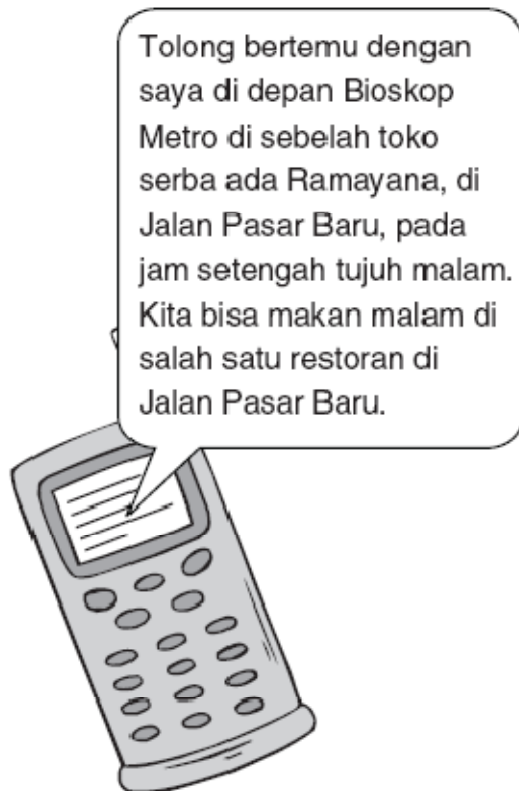 Tolong bertemu dengan
saya di depan Bioskop
Metro di sebelah toko
serba ada Ramayana, di
Jalan Pasar Baru, pada
jam setengah tujuh malam.
Kita bisa makan malam di
salah satu restoran di
Jalan Pasar Baru.